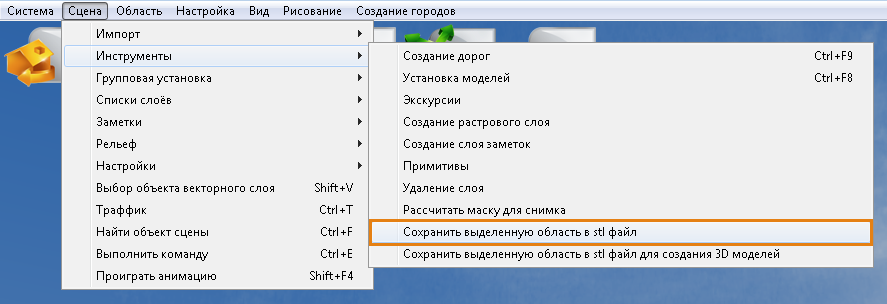 Система Сцена Область Настройка Вид Рисование Создание городов
Импорт
Инструменты
Групповая установка
Списки слоёв
Заметки
Рельеф
Настройки
Выбор объекта векторного слоя Shift+V
Траффик Ctrl+T
Найти объект сцены Ctrl+F
Выполнить команду Ctrl+E
Проиграть анимацию Shift+F4
Создание дорог Ctrl+F9
Установка моделей Ctrl+F8
Экскурсии
Создание растрового слоя
Создание слоя заметок
Примитивы
Удаление слоя
Рассчитать маску для снимка
Сохранить выделенную область в stl файл
Сохранить выделенную область в stl файл для создания 3D моделей